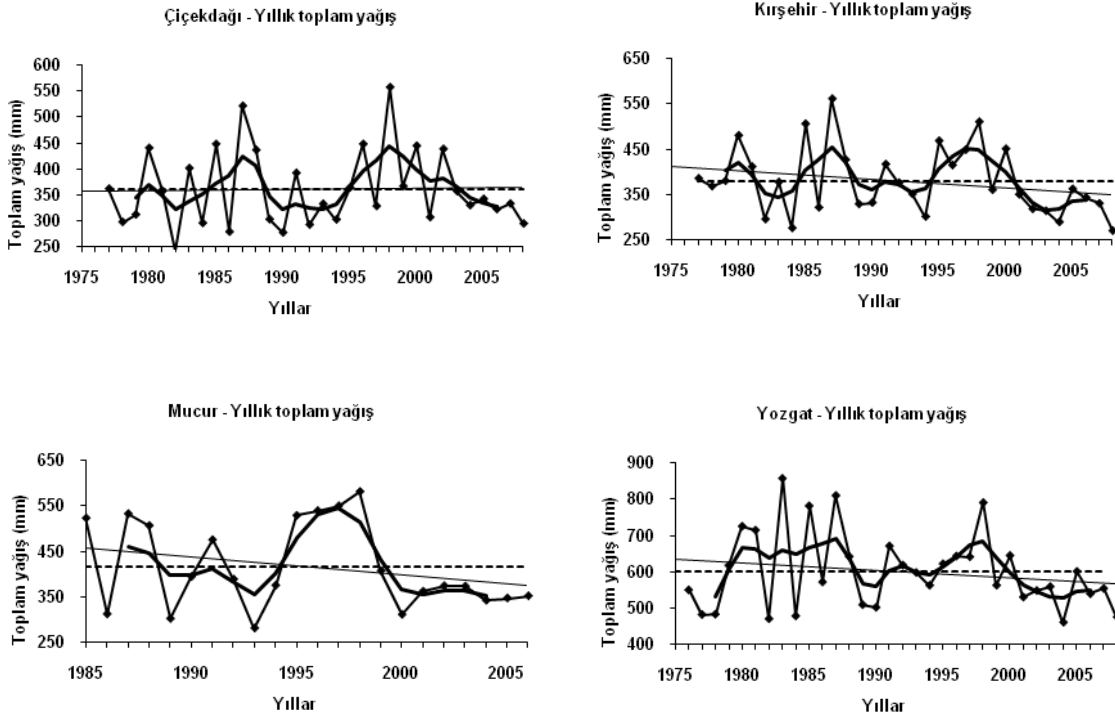 Çiçekdağı - Yıllık toplam yağış
Toplam yağış (mm)
600
550
500
450
400
350
300
250
1975 1980 1985 1990 1995 2000 2005
Yıllar
Kırşehir - Yıllık toplam yağış
Toplam yağış (mm)
650
550
450
350
250
1975 1980 1985 1990 1995 2000 2005
Yıllar
Mucur - Yıllık toplam yağış
Toplam yağış (mm)
650
550
450
350
250
1985 1990 1995 2000 2005
Yıllar
Yozgat - Yıllık toplam yağış
Toplam yağış (mm)
900
800
700
600
500
400
1975 1980 1985 1990 1995 2000 2005
Yıllar